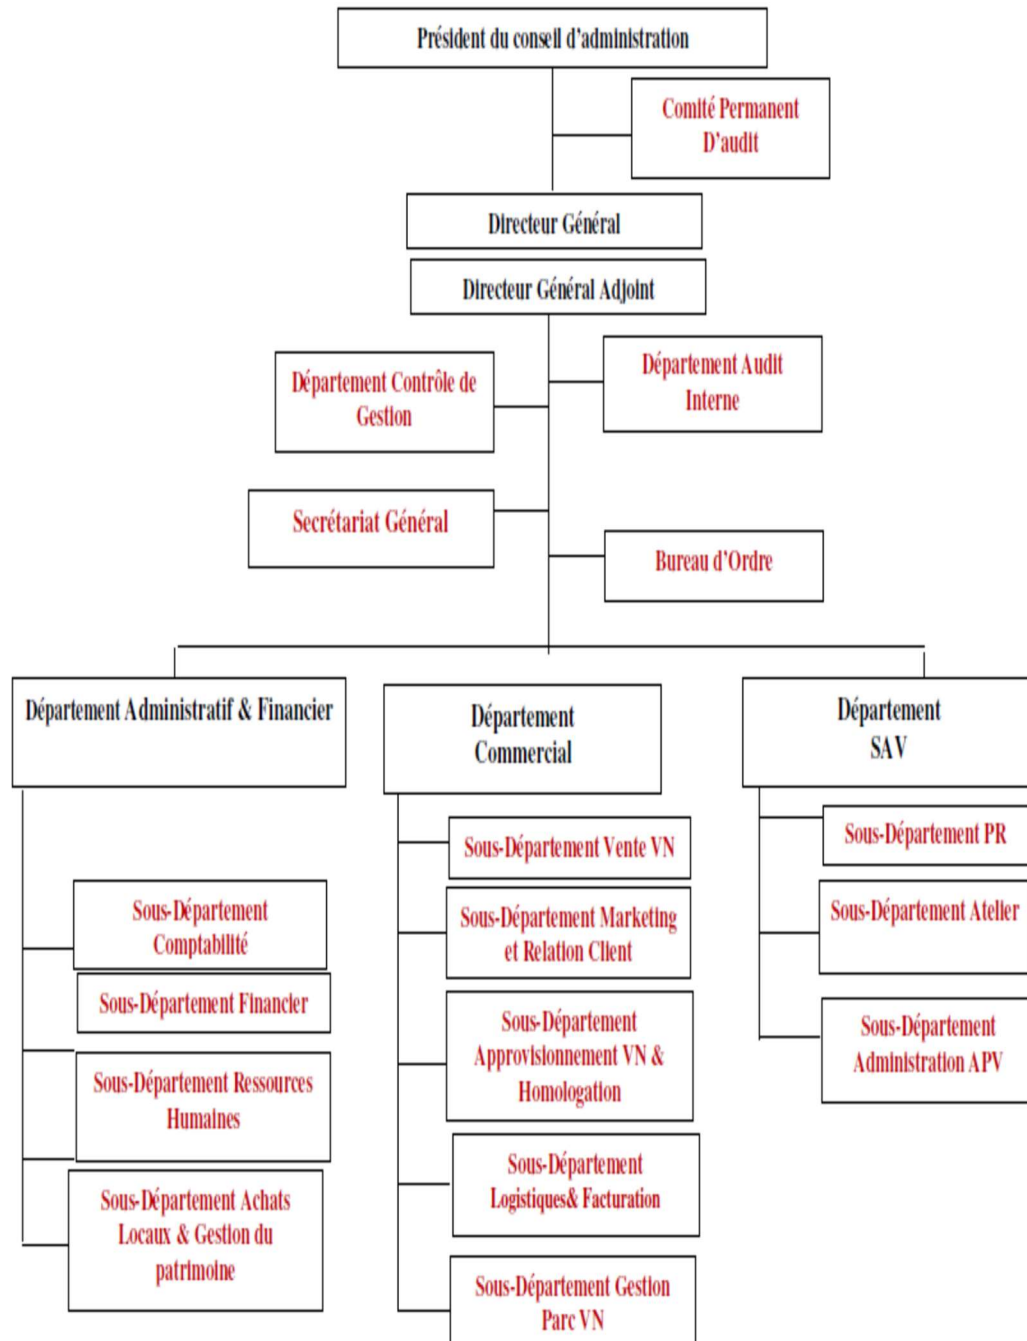 Président du conseil d'administration
Comité Permanent
D'audit
Directeur Général
Directeur Général Adjoint
Département Contrôle de
Gestion
Département Audit
Interne
Secrétariat Général
Bureau d'Ordre
Département Administratif & Financier
Sous-Département
Comptabilité
Sous-Département Financier
Sous-Département Ressources
Humaines
Sous-Département Achats
Locaux & Gestion du
patrimoine
Département
Commercial
Sous-Département Vente VN
Sous-Département Marketing
et Relation Client
Sous-Département
Approvisionnement VN &
Homologation
Sous-Département
Logistiques& Facturation
Sous-Département Gestion
Parc VN
Département
SAV
Sous-Département PR
Sous-Département Atelier
Sous-Département
Administration APV